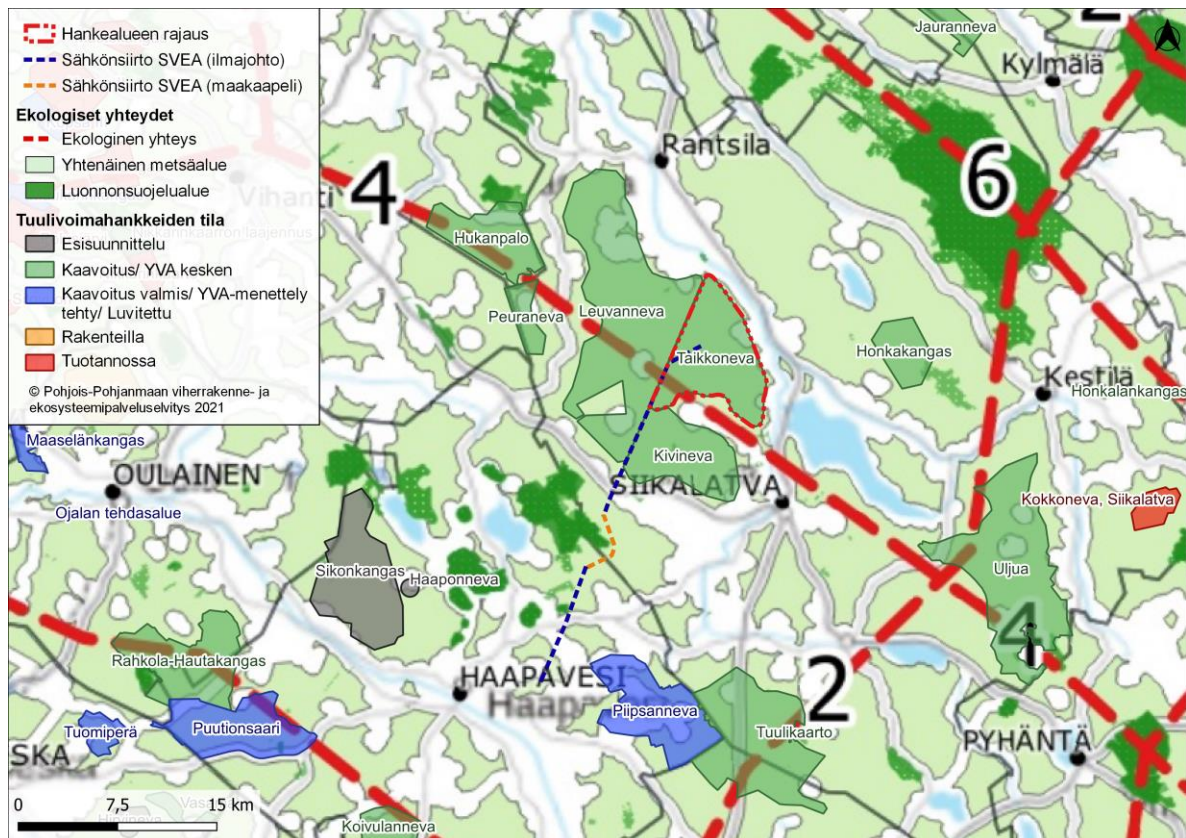 Hankealueen rajaus
Sähkönsiirto SVEA (ilmajohto)
Sähkönsiirto SVEA (maakaapeli)
Ekologiset yhteydet
Ekologinen yhteys
Yhtenäinen metsäalue
Luonnonsuojelualue
Tuulivoimahankkeiden tila
Esisuunnittelu
Kaavoitus/ YVA kesken
Kaavoitus valmis/ YVA-menettely
tehty/ Luvitettu
Rakenteilla
Tuotannossa
© Pohjois-Pohjanmaan viherrakenne- ja
ekosysteemipalveluselvitys 2021
Vihanti
Jauranneva
2
Kylmälä
Rantsila
4
6
Hukanpalo
Peuraneva
Leuvanneva
Taikkoneva
Honkakangas
Kestilä
Honkalankangas
Maaselänkangas
OULAINEN
Ojalan tehdasalue
Kivineva
SIIKALATVA
Kokkoneva, Siikalatva
Sikonkangas
Haaponneva
Uljua
4
Rahkola-Hautakangas
HAAPAVESI
Piipsanneva
2
Tuulikaarto
Tuomiperä
Puutionsaari
SKA
PYHÄNTÄ
0 7,5 15 km
Koivulanneva